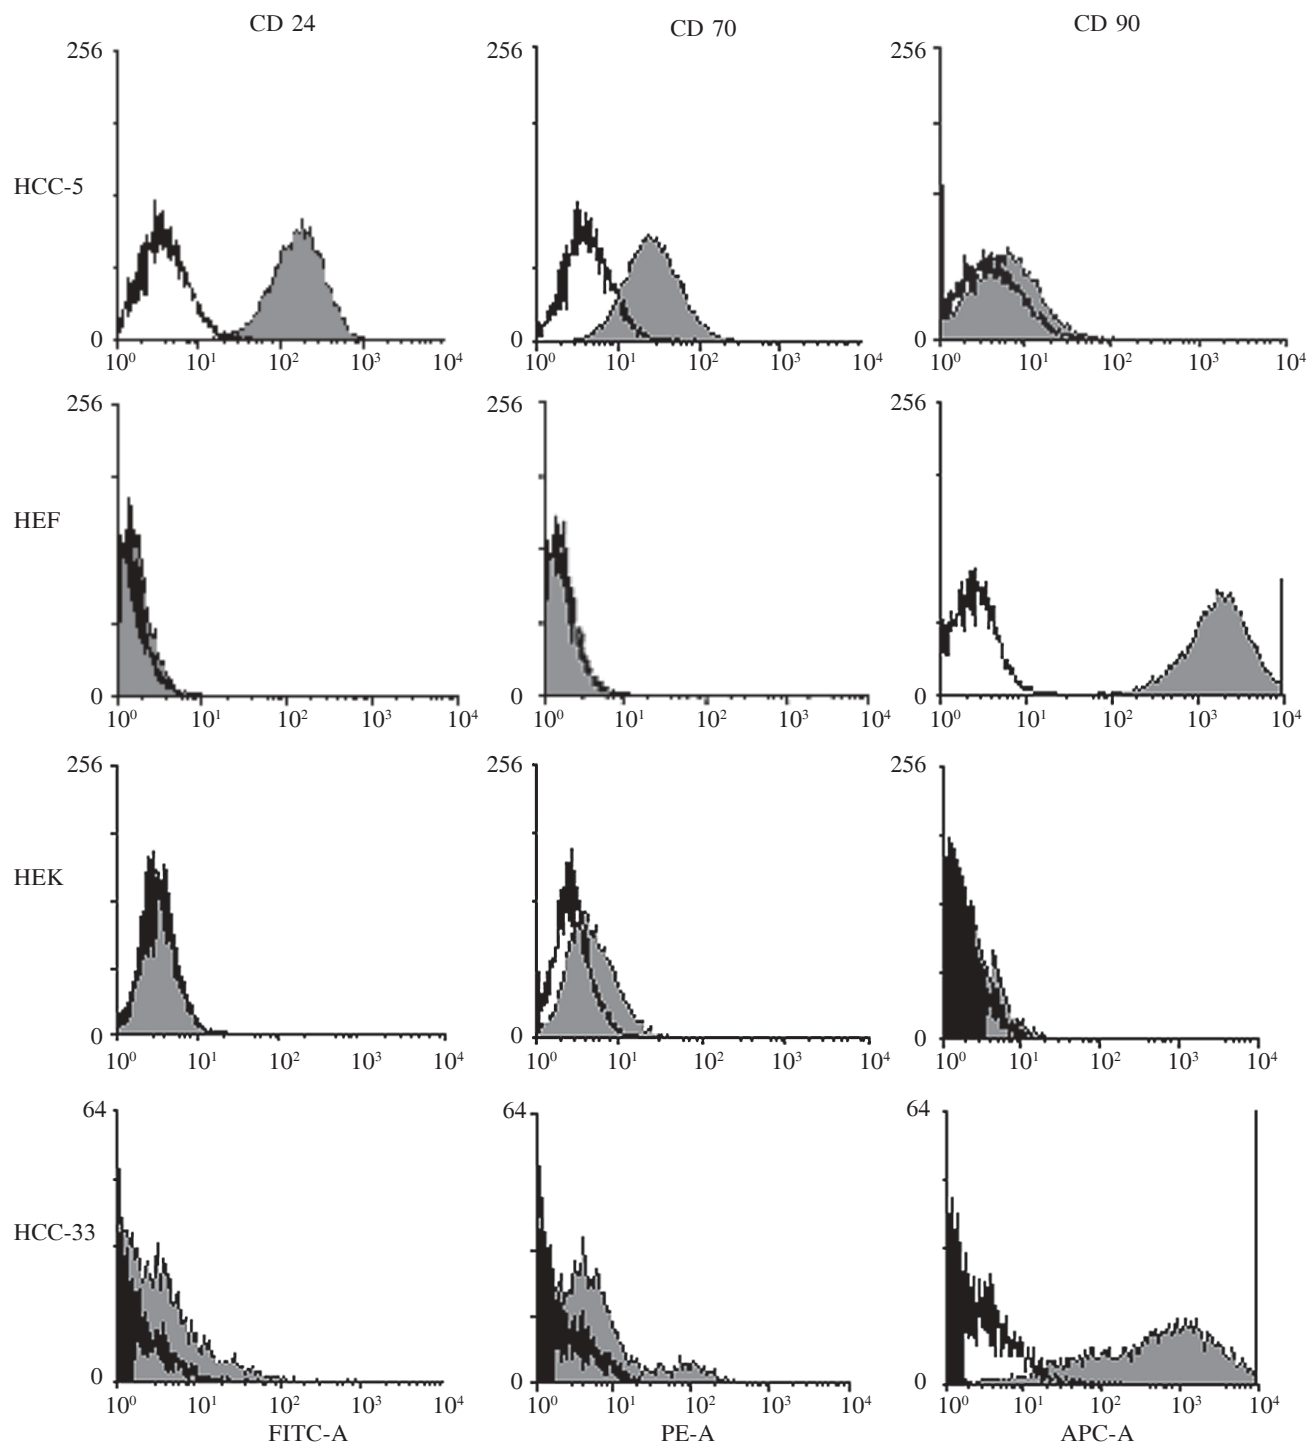 CD 24 CD 70 CD 90
256 256 256
HCC-5
0 0 0
10⁰ 10¹ 10² 10³ 10⁴ 10⁰ 10¹ 10² 10³ 10⁴ 10⁰ 10¹ 10² 10³ 10⁴
256 256 256
HEF
0 0 0
10⁰ 10¹ 10² 10³ 10⁴ 10⁰ 10¹ 10² 10³ 10⁴ 10⁰ 10¹ 10² 10³ 10⁴
256 256 256
HEK
0 0 0
10⁰ 10¹ 10² 10³ 10⁴ 10⁰ 10¹ 10² 10³ 10⁴ 10⁰ 10¹ 10² 10³ 10⁴
64 64 64
HCC-33
0 0 0
10⁰ 10¹ 10² 10³ 10⁴ 10⁰ 10¹ 10² 10³ 10⁴ 10⁰ 10¹ 10² 10³ 10⁴
FITC-A PE-A APC-A